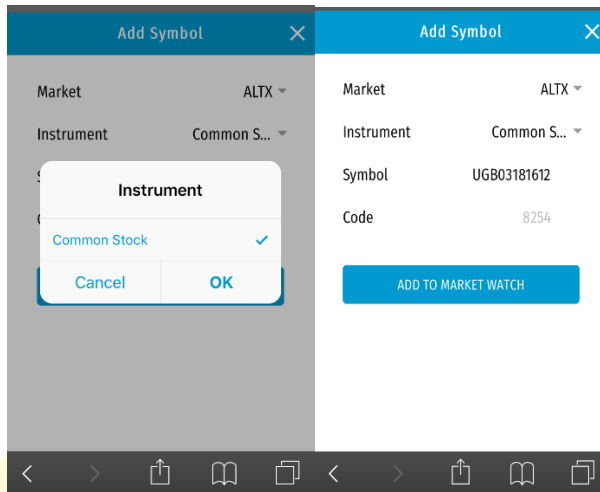 Add Symbol
Market ALTX
Instrument Common S...
Instrument
Common Stock
Cancel OK
Add Symbol
Market ALTX
Instrument Common S...
Symbol UGB03181612
Code 8254
ADD TO MARKET WATCH